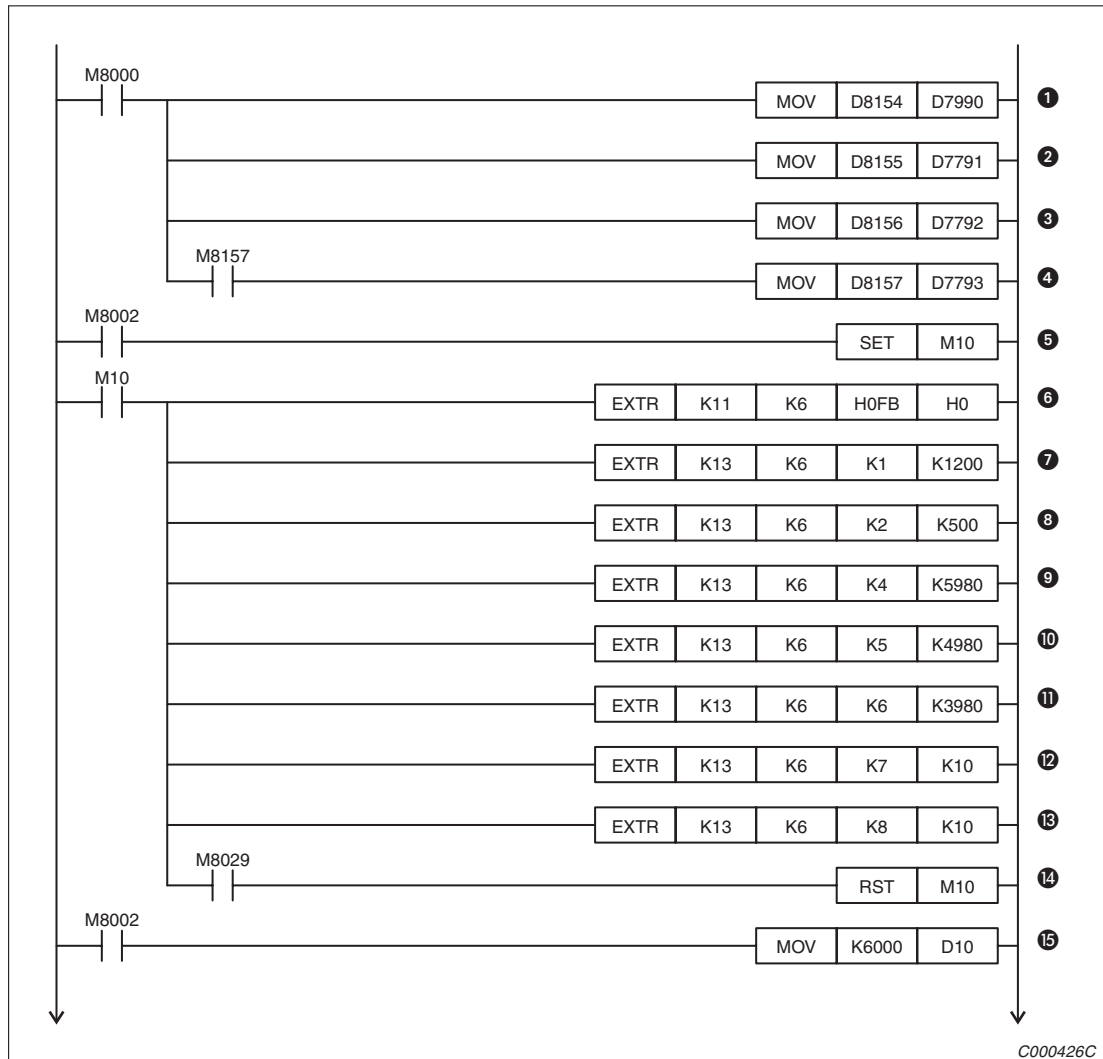 M8000
MOV D8154 D7990 ❶
MOV D8155 D7791 ❷
MOV D8156 D7792 ❸
M8157
MOV D8157 D7793 ❹
M8002
SET M10 ❺
M10
EXTR K11 K6 H0FB H0 ❻
EXTR K13 K6 K1 K1200 ❼
EXTR K13 K6 K2 K500 ❽
EXTR K13 K6 K4 K5980 ❾
EXTR K13 K6 K5 K4980 ❿
EXTR K13 K6 K6 K3980 ⓫
EXTR K13 K6 K7 K10 ⓬
EXTR K13 K6 K8 K10 ⓭
M8029
RST M10 ⓮
M8002
MOV K6000 D10 ⓯
C000426C